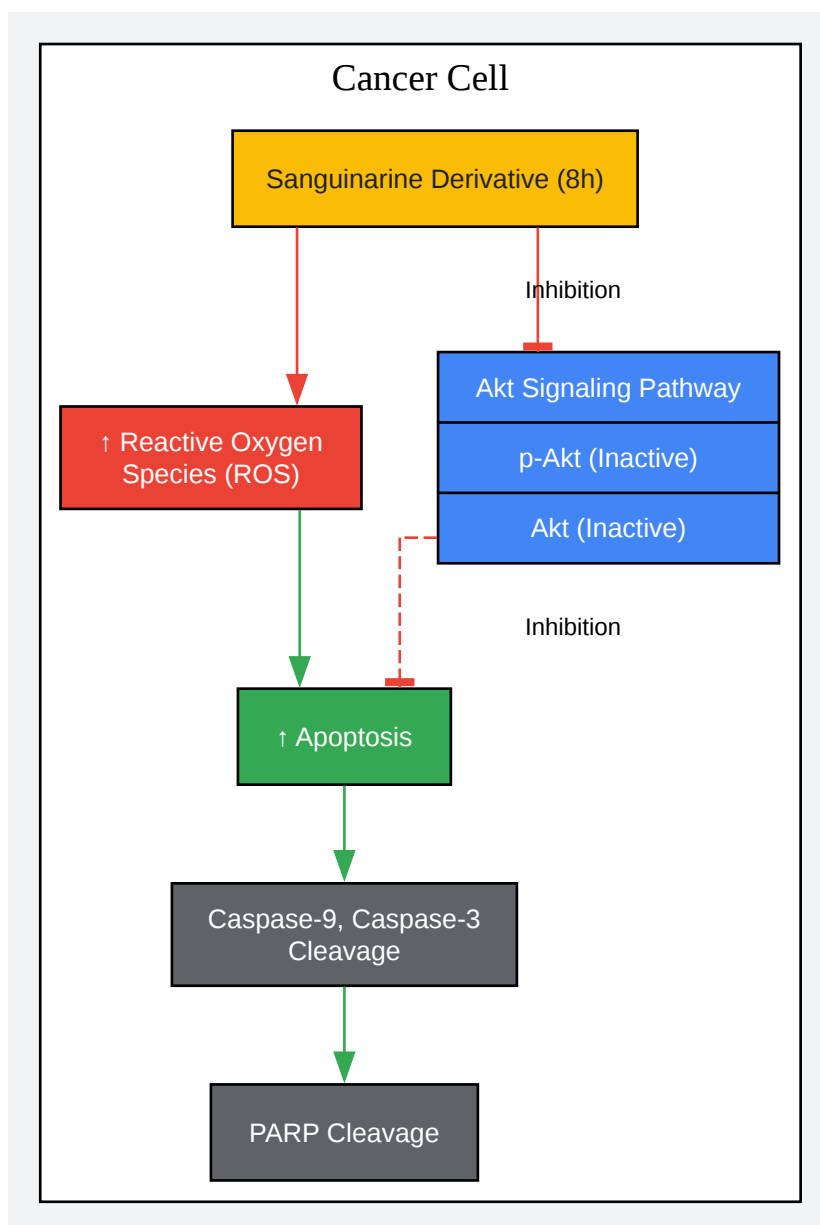 Cancer Cell
Sanguinarine Derivative (8h)
Inhibition
Akt Signaling Pathway
p-Akt (Inactive)
Akt (Inactive)
↑ Reactive Oxygen
Species (ROS)
Inhibition
↑ Apoptosis
Caspase-9, Caspase-3
Cleavage
PARP Cleavage